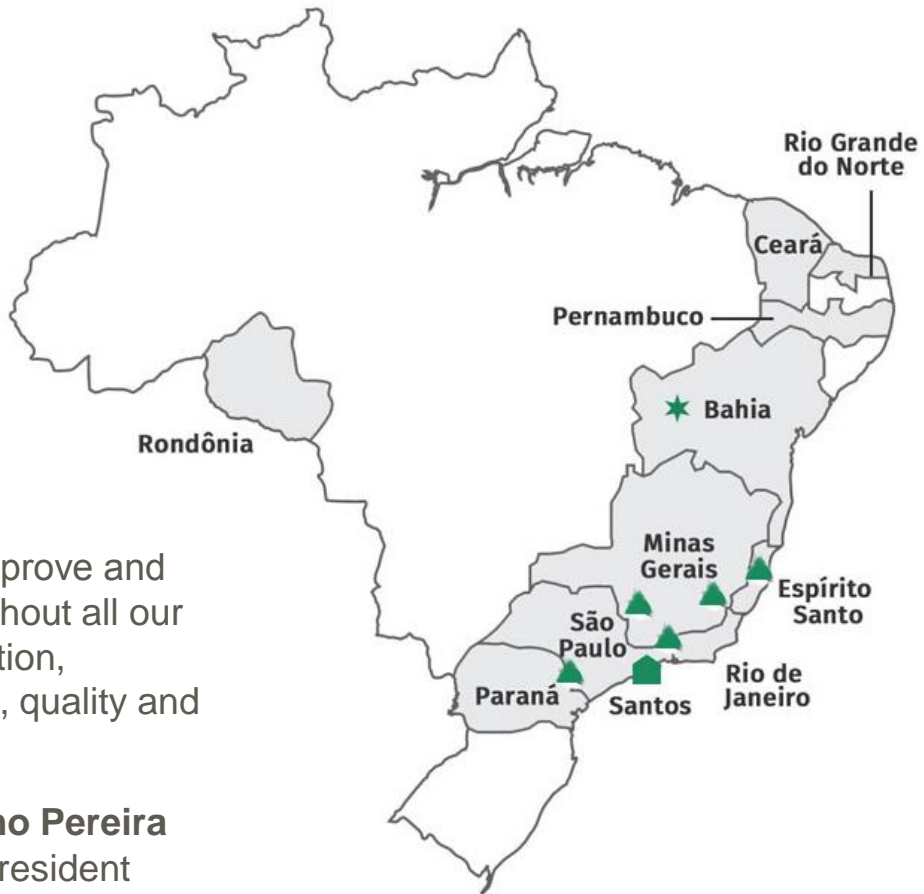 Rio Grande
do Norte
Ceará
Pernambuco
Bahia
Rondônia
Minas
Gerais
Espírito
Santo
São
Paulo
Rio de
Janeiro
Paraná
Santos
prove and
hout all our
tion,
, quality and
no Pereira
resident